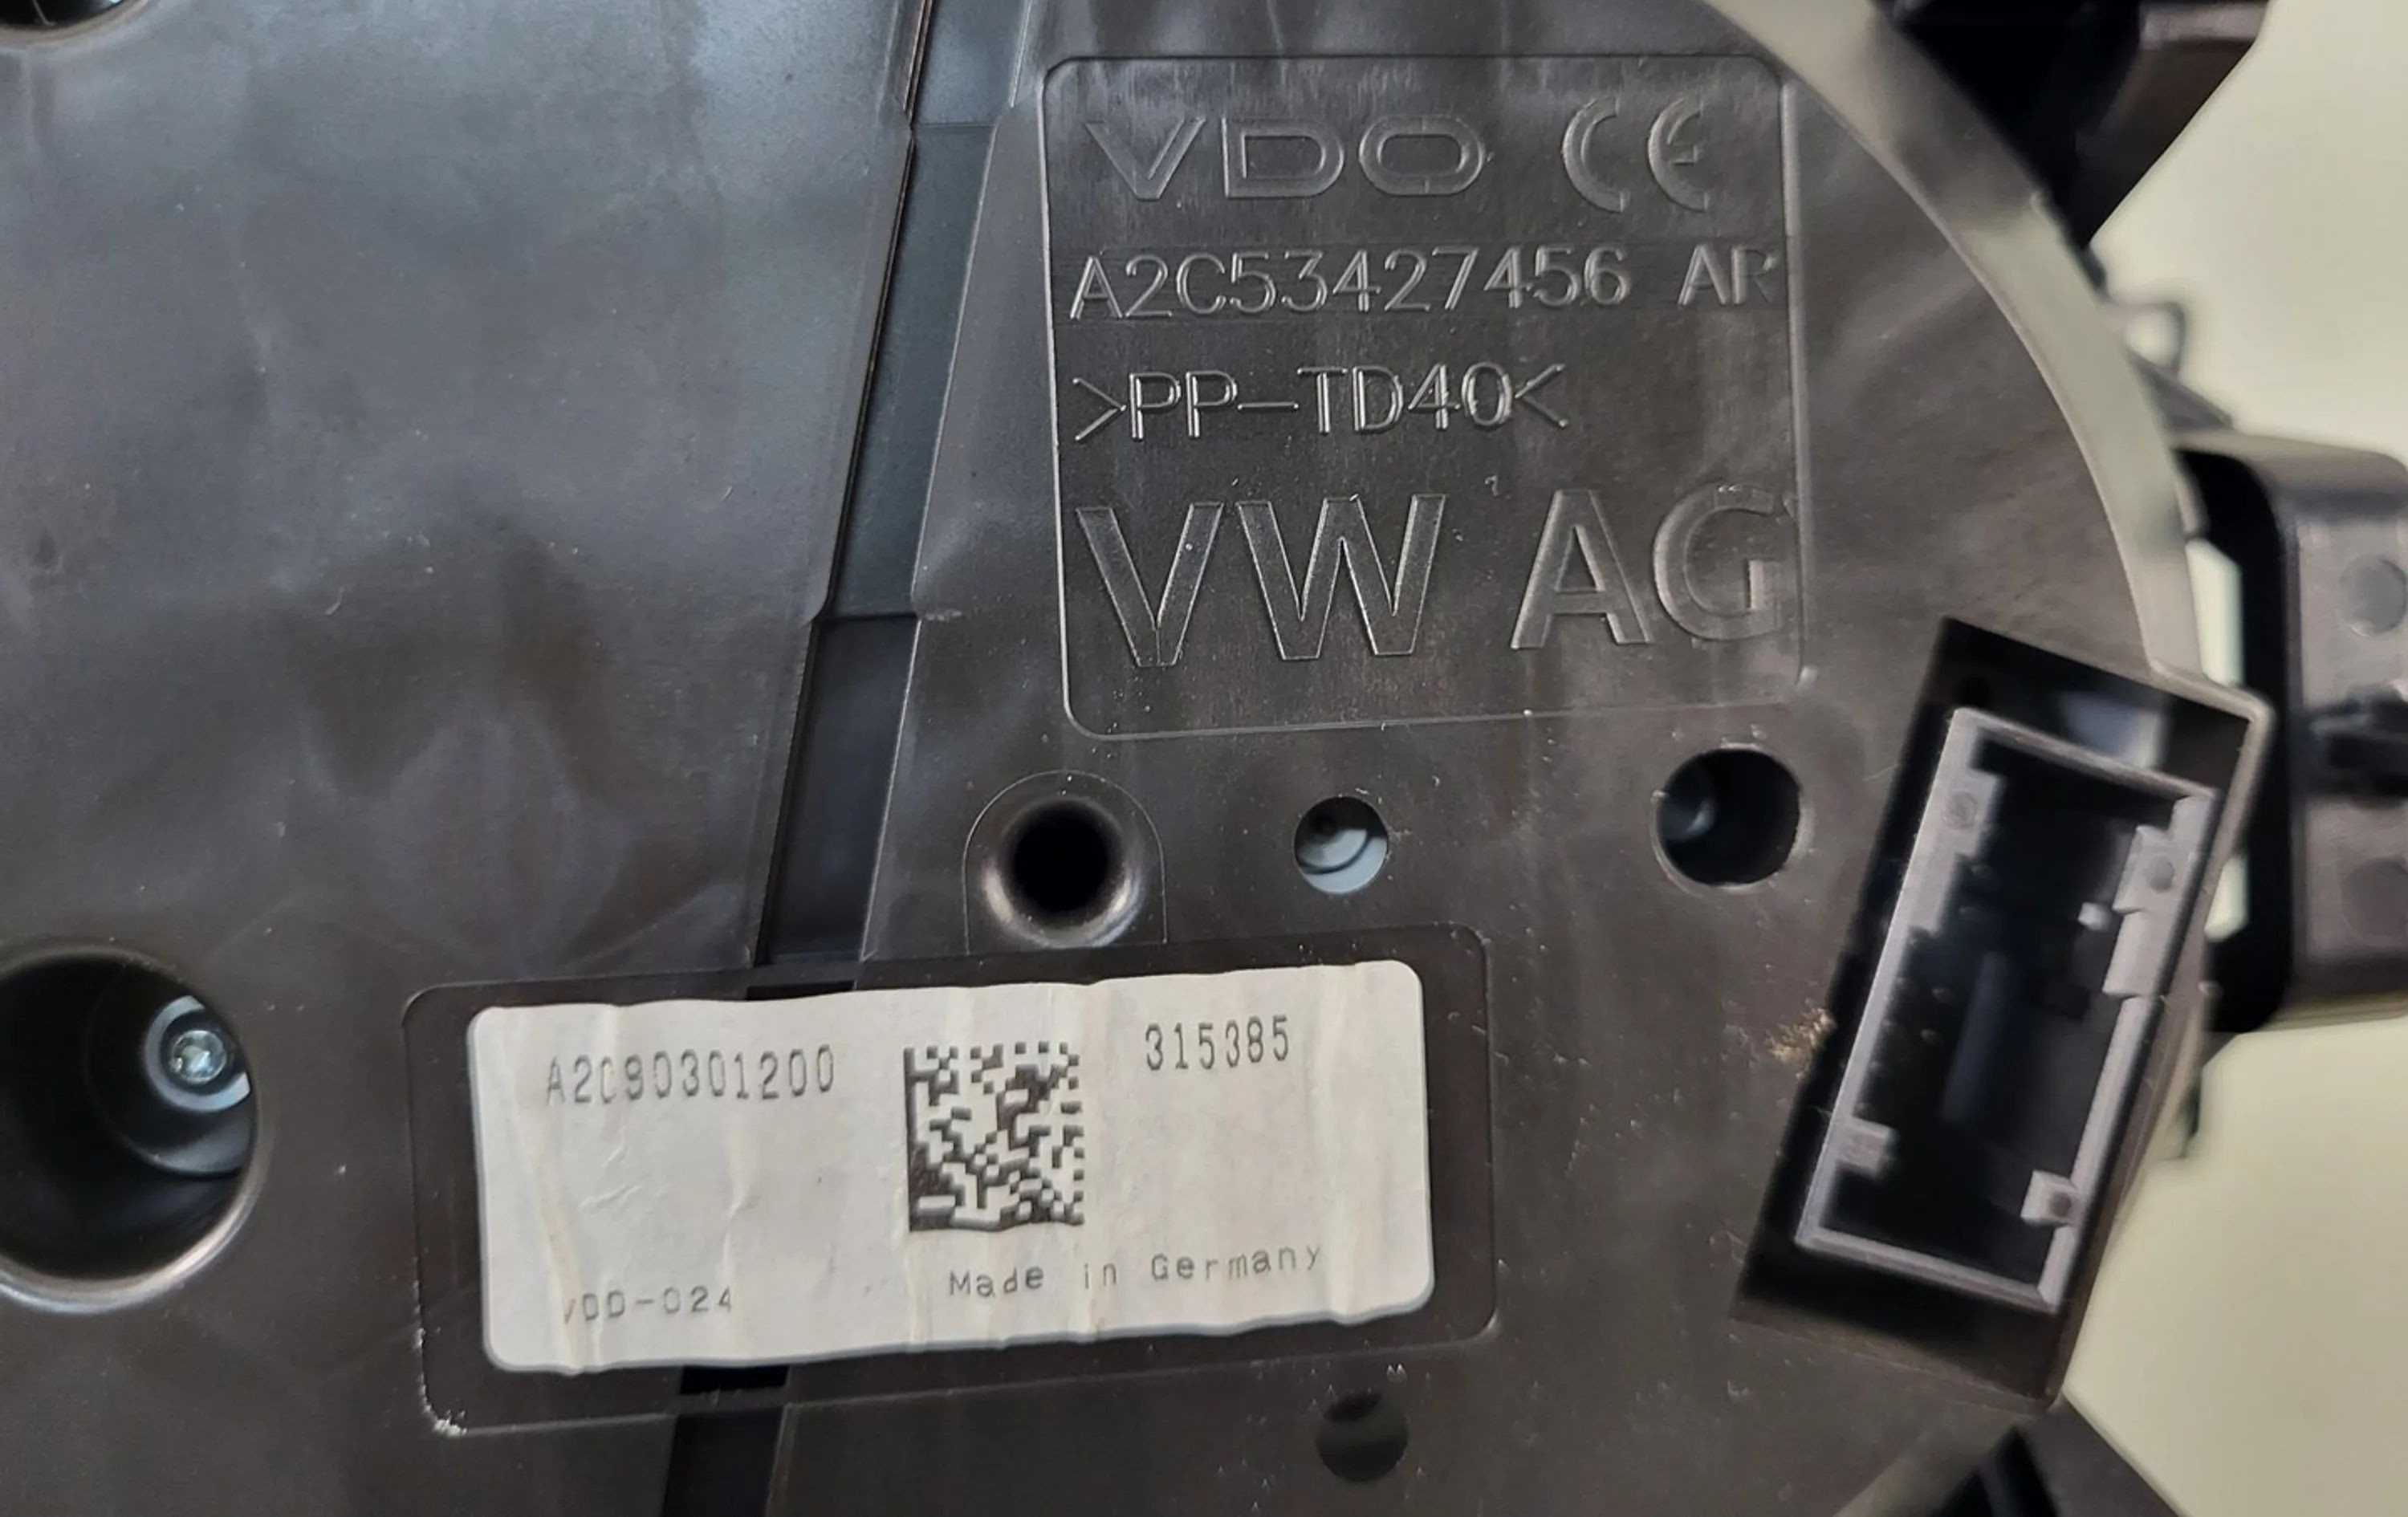 VDO CE
A2C53427456 AR
>PP-TD40<
VW AG
A2C90301200
315385
VDD-024
Made in Germany